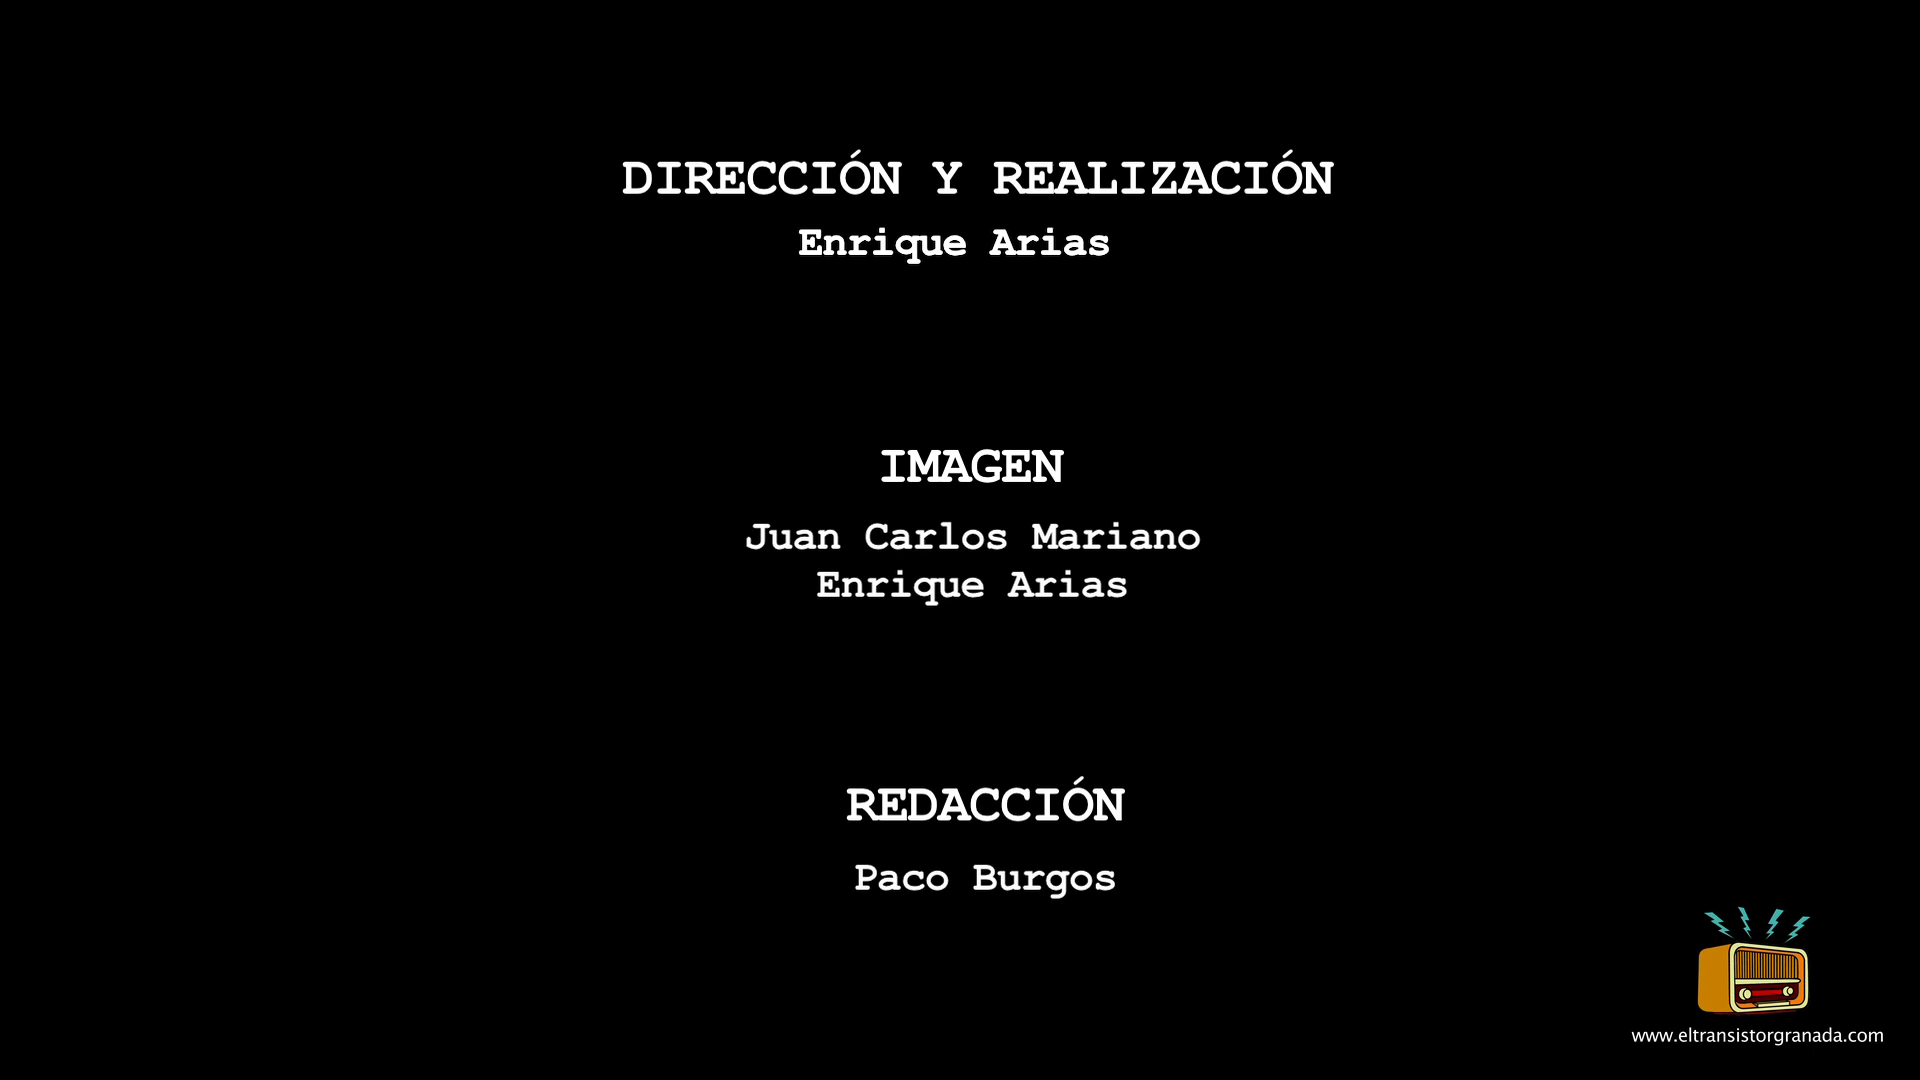 DIRECCIÓN Y REALIZACIÓN
Enrique Arias
IMAGEN
Juan Carlos Mariano
Enrique Arias
REDACCIÓN
Paco Burgos
www.eltransistorgranada.com